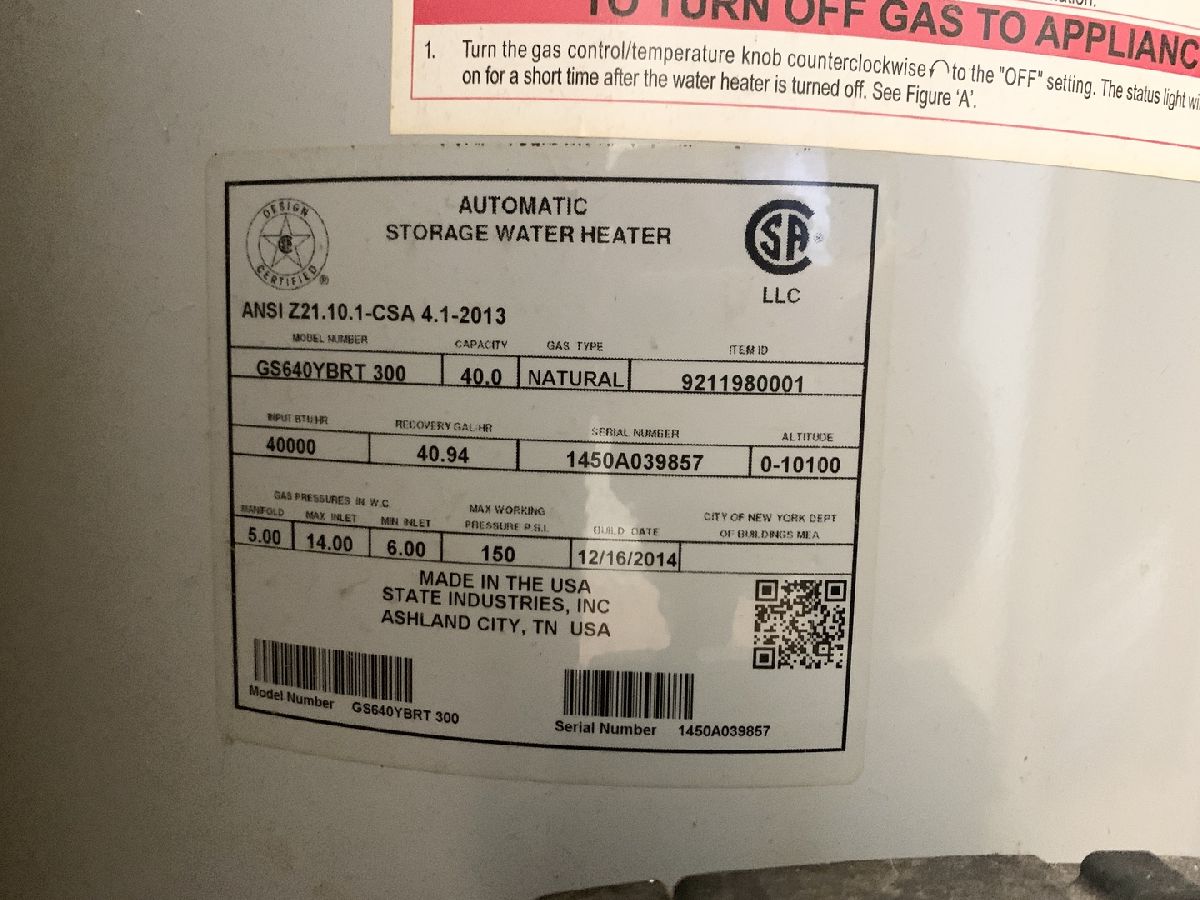 TO TURN OFF GAS TO APPLIANC
1. Turn the gas control/temperature knob counterclockwise to the "OFF" setting. The status light wi
on for a short time after the water heater is turned off. See Figure 'A'.
DESIGN
CERTIFIED ®
AUTOMATIC
STORAGE WATER HEATER
CSA ®
LLC
ANSI Z21.10.1-CSA 4.1-2013
MODEL NUMBER CAPACITY GAS TYPE ITEM ID
GS640YBRT 300 40.0 NATURAL 9211980001
INPUT BTU/HR RECOVERY GAL/HR SERIAL NUMBER ALTITUDE
40000 40.94 1450A039857 0-10100
GAS PRESSURES IN W.C. MAX WORKING CITY OF NEW YORK DEPT
MANIFOLD MAX INLET MIN INLET PRESSURE P.S.I. BUILD DATE OF BUILDINGS MEA
5.00 14.00 6.00 150 12/16/2014
MADE IN THE USA
STATE INDUSTRIES, INC
ASHLAND CITY, TN USA
Model Number GS640YBRT 300
Serial Number 1450A039857